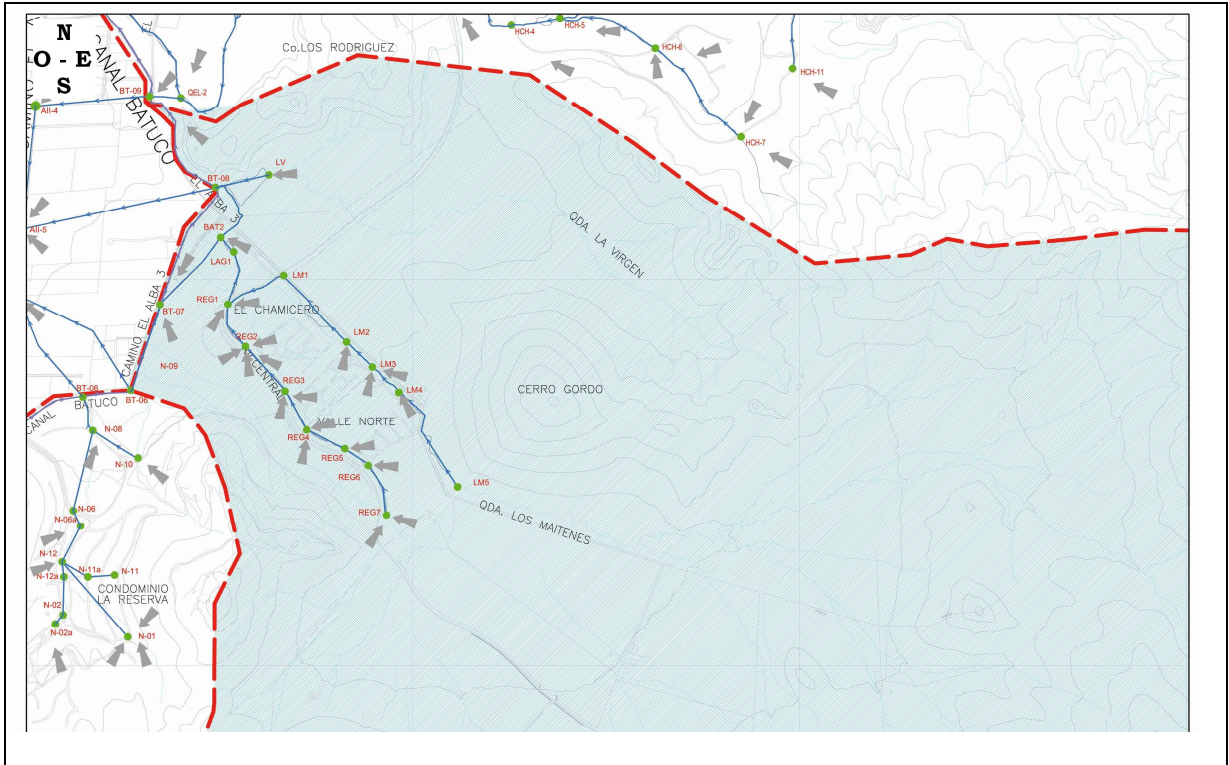 N
O - E
S
CANAL BATUCO
Co.LOS RODRIGUEZ
HCH-4
HCH-5
HCH-6
HCH-11
HCH-7
BT-09
QEL-2
All-4
LV
BT-08
EL ALBA 3
All-5
BAT2
LAG1
QDA. LA VIRGEN
LM1
REG1
EL CHAMICERO
BT-07
CAMINO EL ALBA 3
REG2
LM2
N-09
LM3
REG3
LM4
CERRO GORDO
BT-06
BT-06
CANAL
BATUCO
VALLE NORTE
N-08
REG4
REG5
N-10
REG6
LM5
REG7
QDA. LOS MAITENES
N-06
N-06a
N-12
N-11a
N-11
N-12a
CONDOMINIO
LA RESERVA
N-02
N-02a
N-01